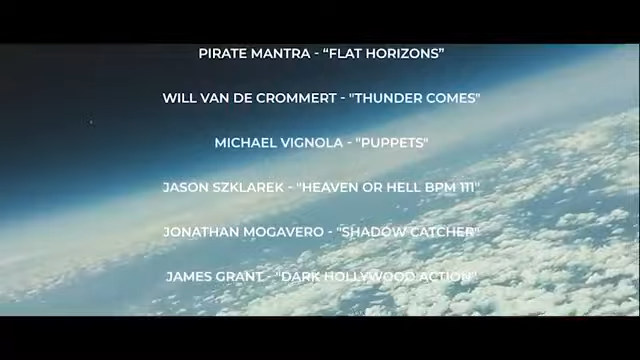 PIRATE MANTRA - “FLAT HORIZONS”
WILL VAN DE CROMMERT - "THUNDER COMES"
MICHAEL VIGNOLA - "PUPPETS"
JASON SZKLAREK - "HEAVEN OR HELL BPM 111"
JONATHAN MOGAVERO - "SHADOW CATCHER"
JAMES GRANT - "DARK HOLLYWOOD ACTION"